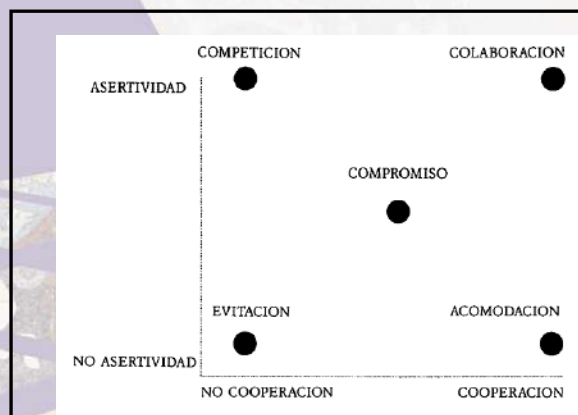 COMPETICION COLABORACION
ASERTIVIDAD
COMPROMISO
EVITACION ACOMODACION
NO ASERTIVIDAD
NO COOPERACION COOPERACION